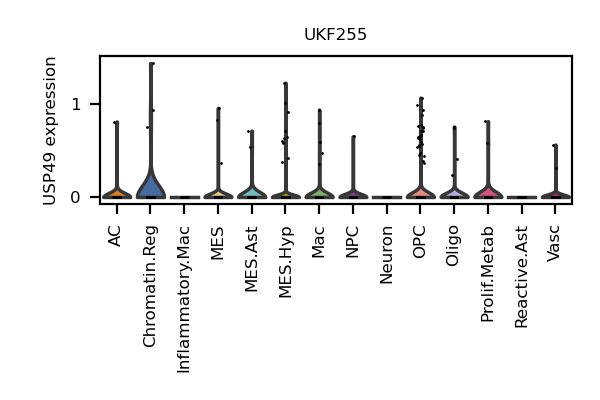 UKF255
USP49 expression
1
0
AC
Chromatin.Reg
Inflammatory.Mac
MES
MES.Ast
MES.Hyp
Mac
NPC
Neuron
OPC
Oligo
Prolif.Metab
Reactive.Ast
Vasc